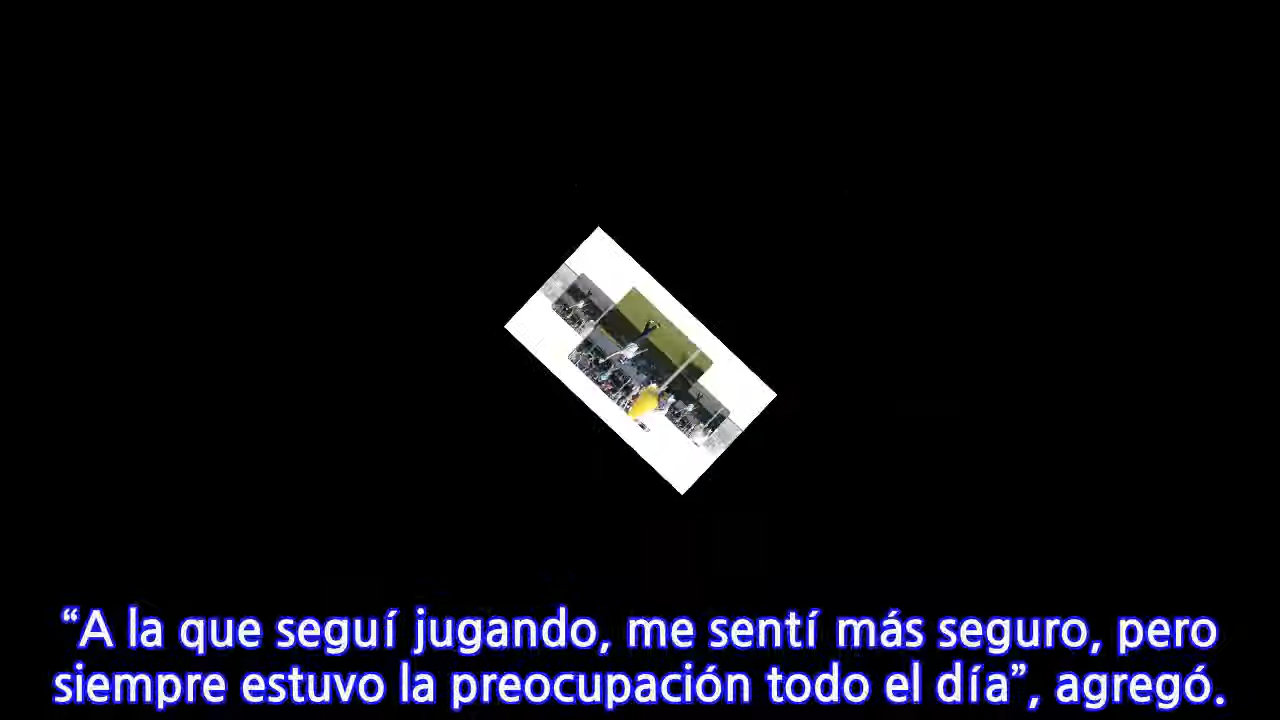 “A la que seguí jugando, me sentí más seguro, pero
siempre estuvo la preocupación todo el día”, agregó.